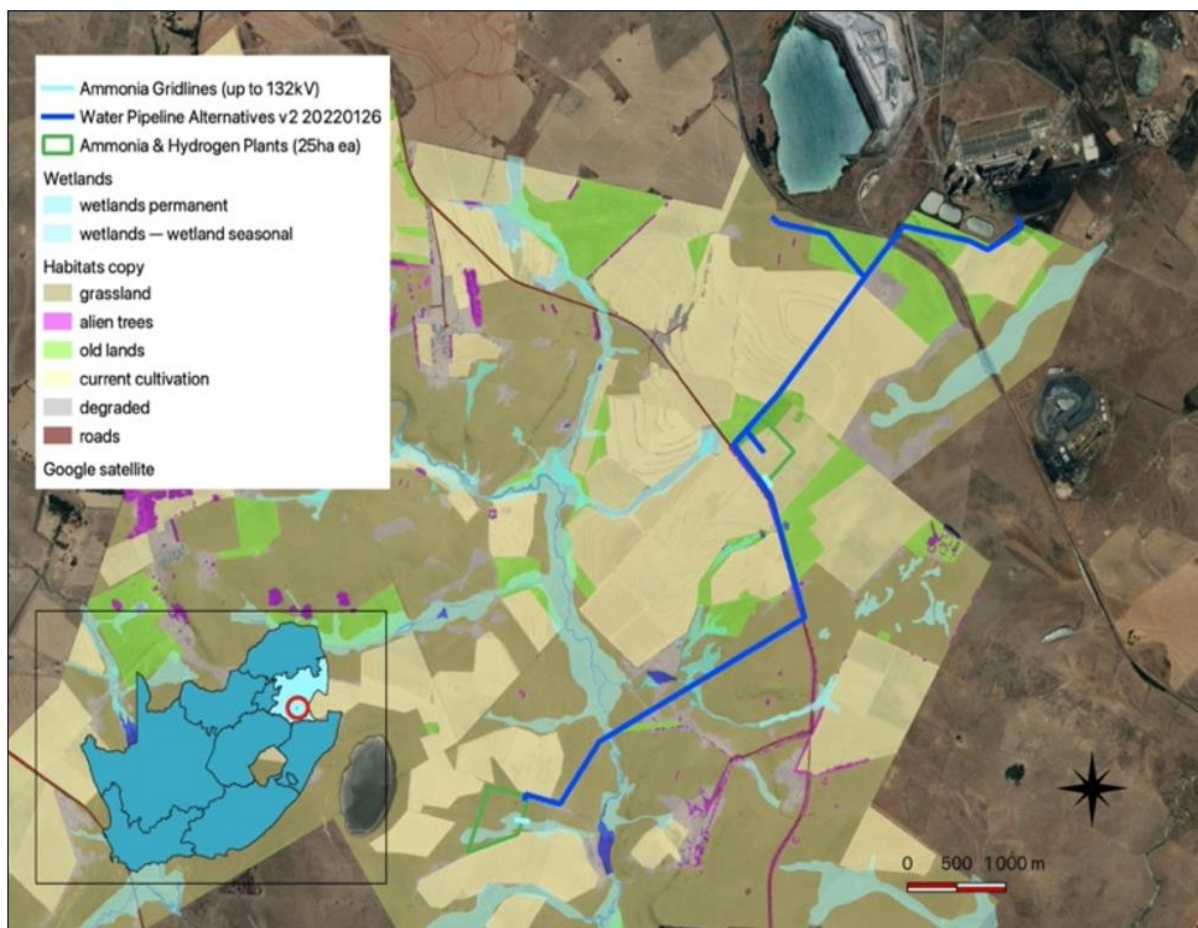 Ammonia Gridlines (up to 132kV)
Water Pipeline Alternatives v2 20220126
Ammonia & Hydrogen Plants (25ha ea)
Wetlands
wetlands permanent
wetlands — wetland seasonal
Habitats copy
grassland
alien trees
old lands
current cultivation
degraded
roads
Google satellite
0 500 1000 m